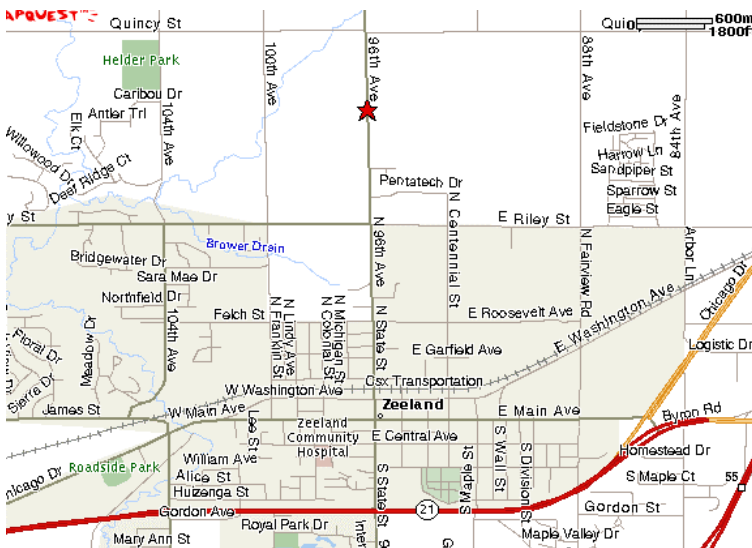 APQUEST
Quincy St
600m
1800ft
Helder Park
100th Ave
96th Ave
88th Ave
Caribou Dr
Antler Trl
104th Ave
84th Ave
Elk Ct
Willowood Dr
Deer Ridge Ct
Fieldstone Dr
Harrow Ln
Sandpiper St
Sparrow St
Eagle St
Pentatech Dr
y St
E Riley St
Brower Drain
N 96th Ave
N Centennial St
N Fairview Rd
Arbor Ln
Bridgewater Dr
Sara Mae Dr
Northfield Dr
Felch St
E Roosevelt Ave
E Washington Ave
Chicago Dr
104th Ave
N Franklin St
N Lindy Ave
N Colonial St
N Michigan St
N State St
E Garfield Ave
Logistic Dr
Floral Dr
Meadow Dr
Sierra Dr
W Washington Ave
Csx Transportation
James St
W Main Ave
Zeeland
E Main Ave
Byron Rd
Lee St
Zeeland
Community
Hospital
E Central Ave
Homestead Dr
hicago Dr
Roadside Park
William Ave
Alice St
Huizenga St
S State St
S Maple St
S Wall St
S Division St
S Maple Ct
55
Gordon Ave
21
Gordon St
Royal Park Dr
Mary Ann St
Maple Valley Dr